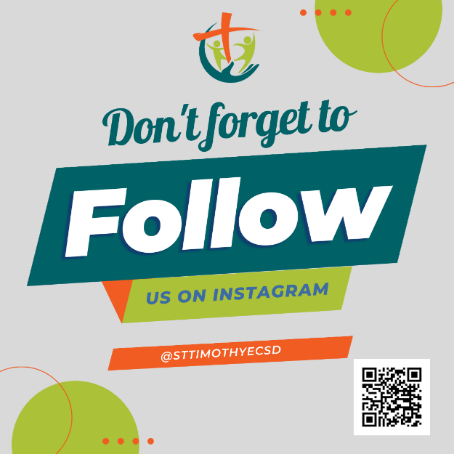 Don't forget to
Follow
US ON INSTAGRAM
@STTIMOTHYECSD